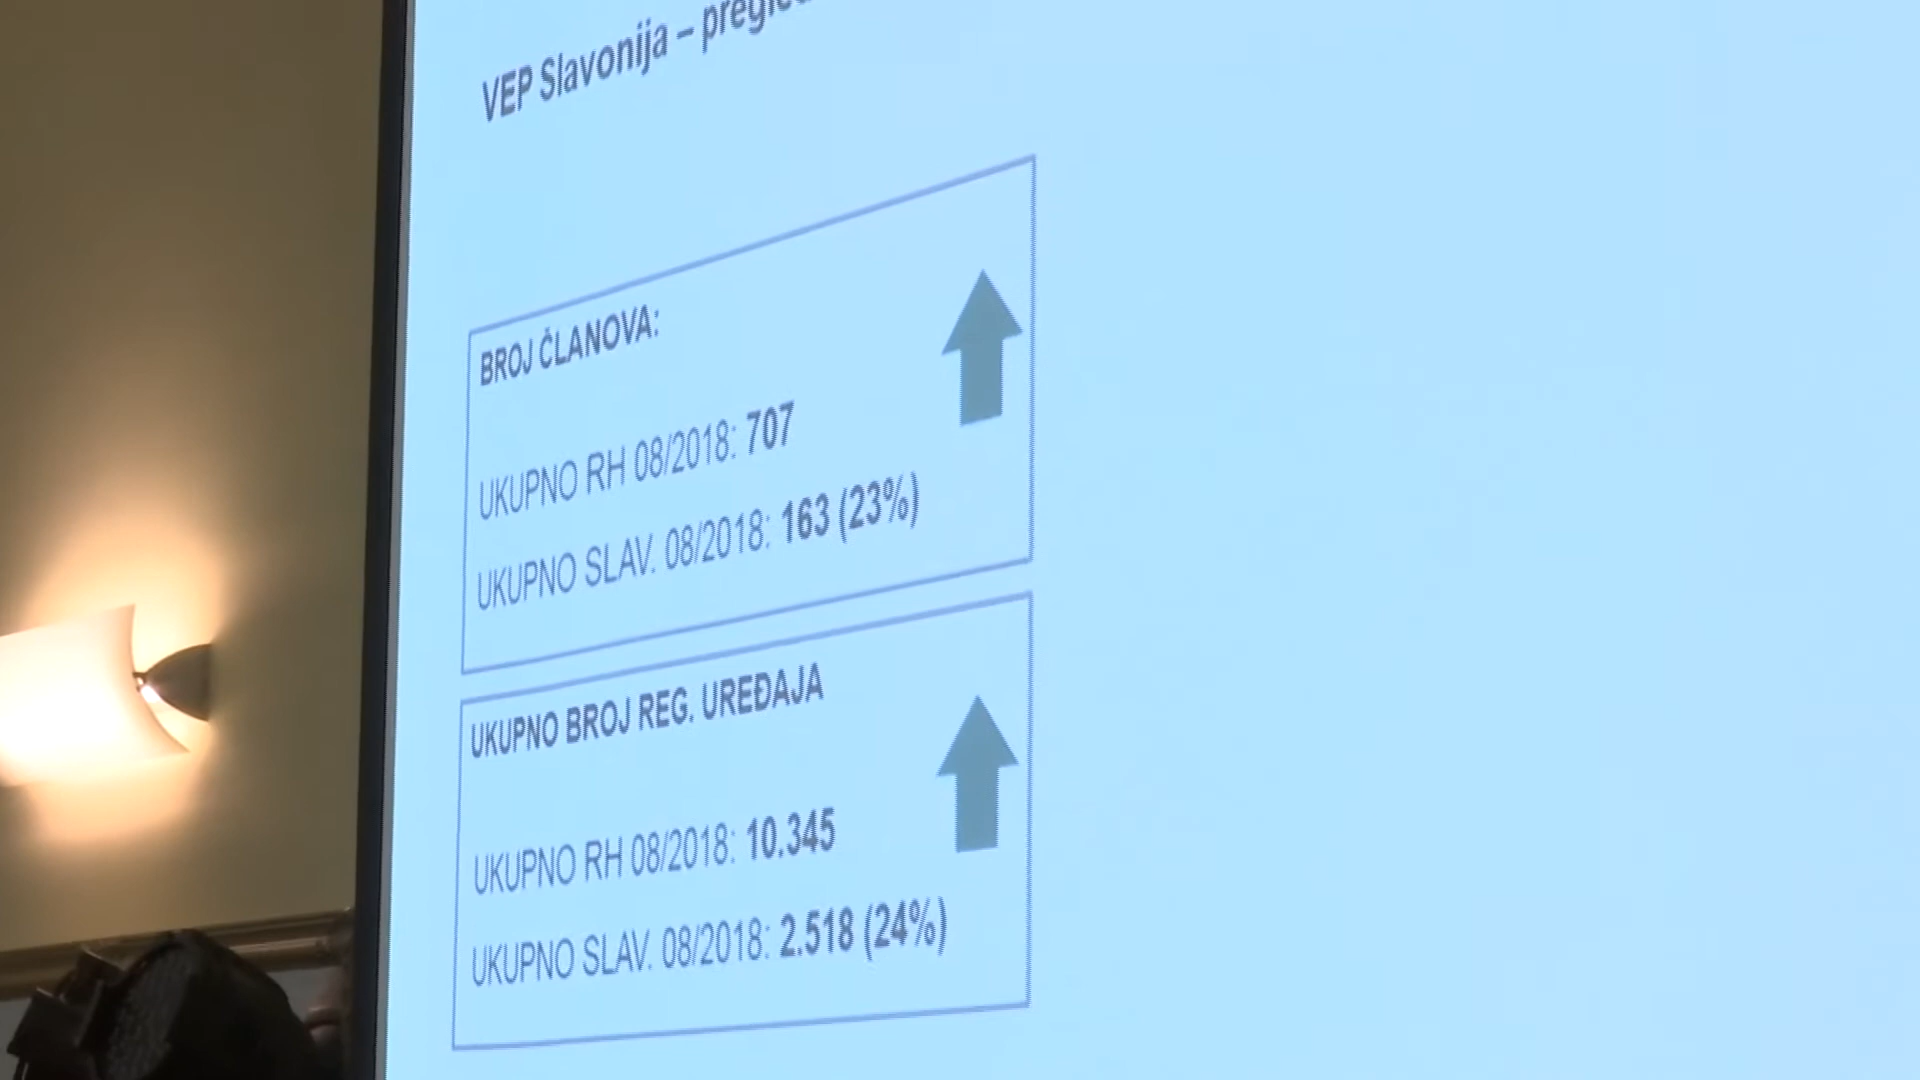 VEP Slavonija –
BROJ ČLANOVA:
UKUPNO RH 08/2018: 707
UKUPNO SLAV. 08/2018: 163 (23%)
UKUPNO BROJ REG. UREĐAJA
UKUPNO RH 08/2018: 10.345
UKUPNO SLAV. 08/2018: 2.518 (24%)